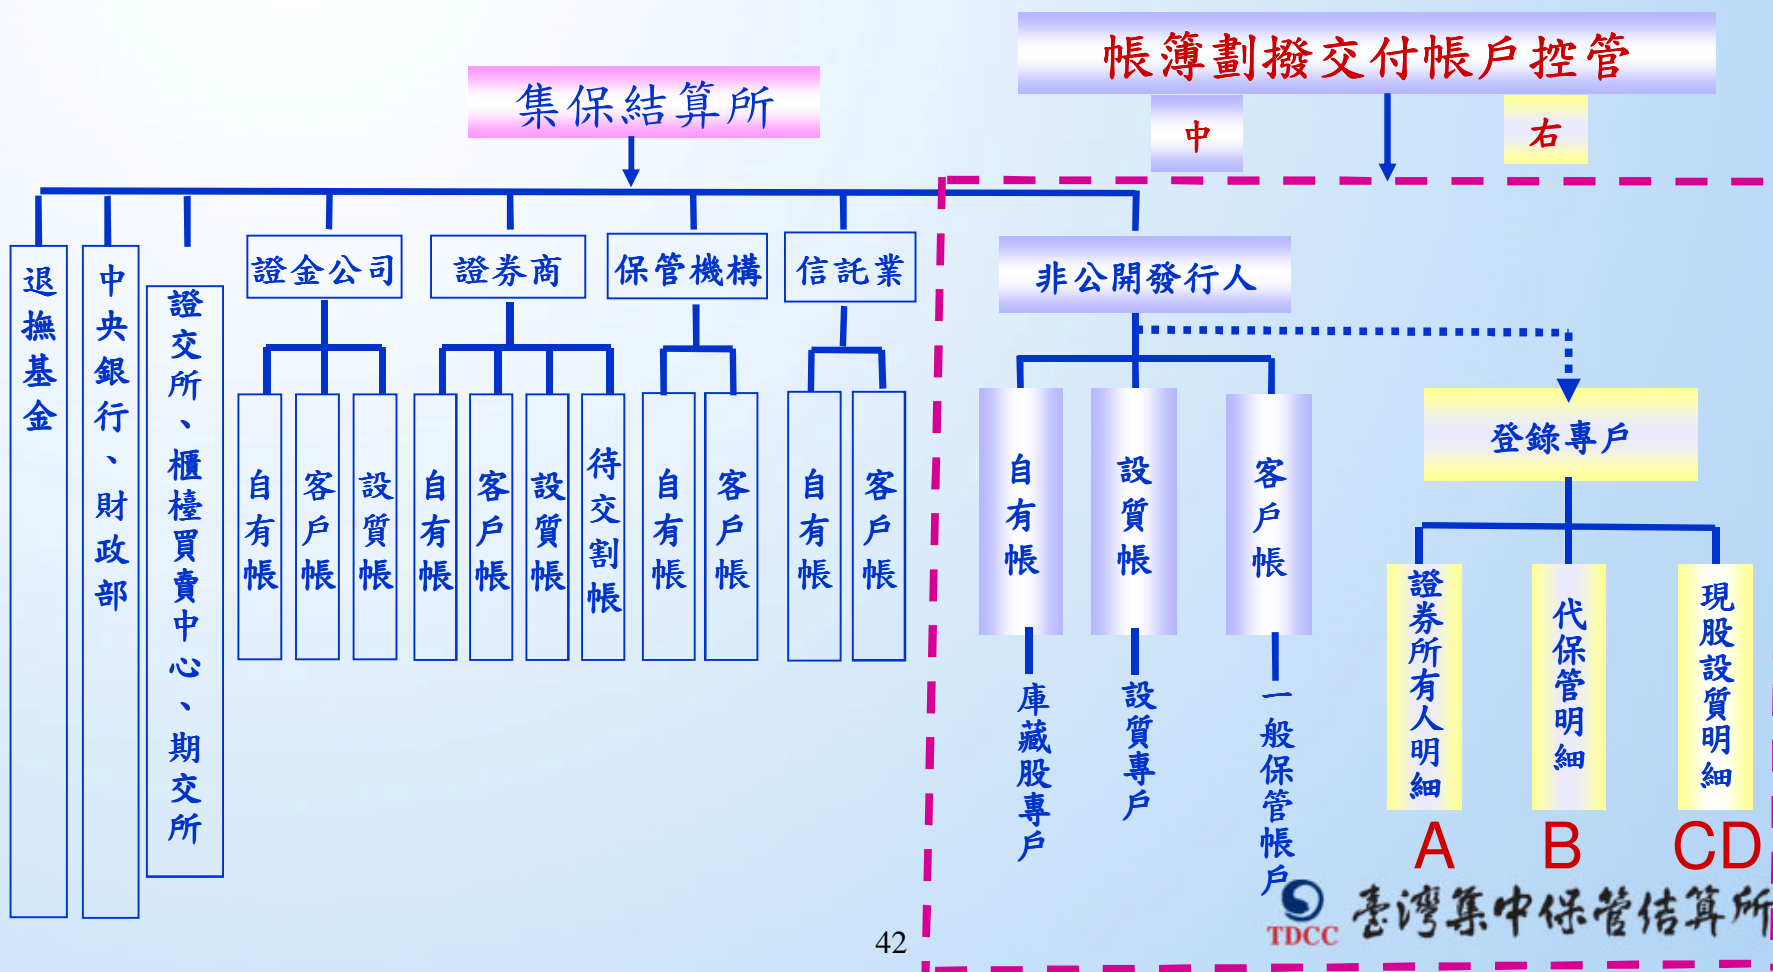 帳簿劃撥交付帳戶控管
集保結算所
中
右
退撫基金
中央銀行、財政部
證交所、櫃檯買賣中心、期交所
證金公司
證券商
保管機構
信託業
非公開發行人
自有帳
客戶帳
設質帳
自有帳
客戶帳
設質帳
待交割帳
自有帳
客戶帳
自有帳
客戶帳
自有帳
設質帳
客戶帳
登錄專戶
庫藏股專戶
設質專戶
一般保管帳戶
證券所有人明細
代保管明細
現股設質明細
A
B
CD
TDCC
臺灣集中保管結算所
42